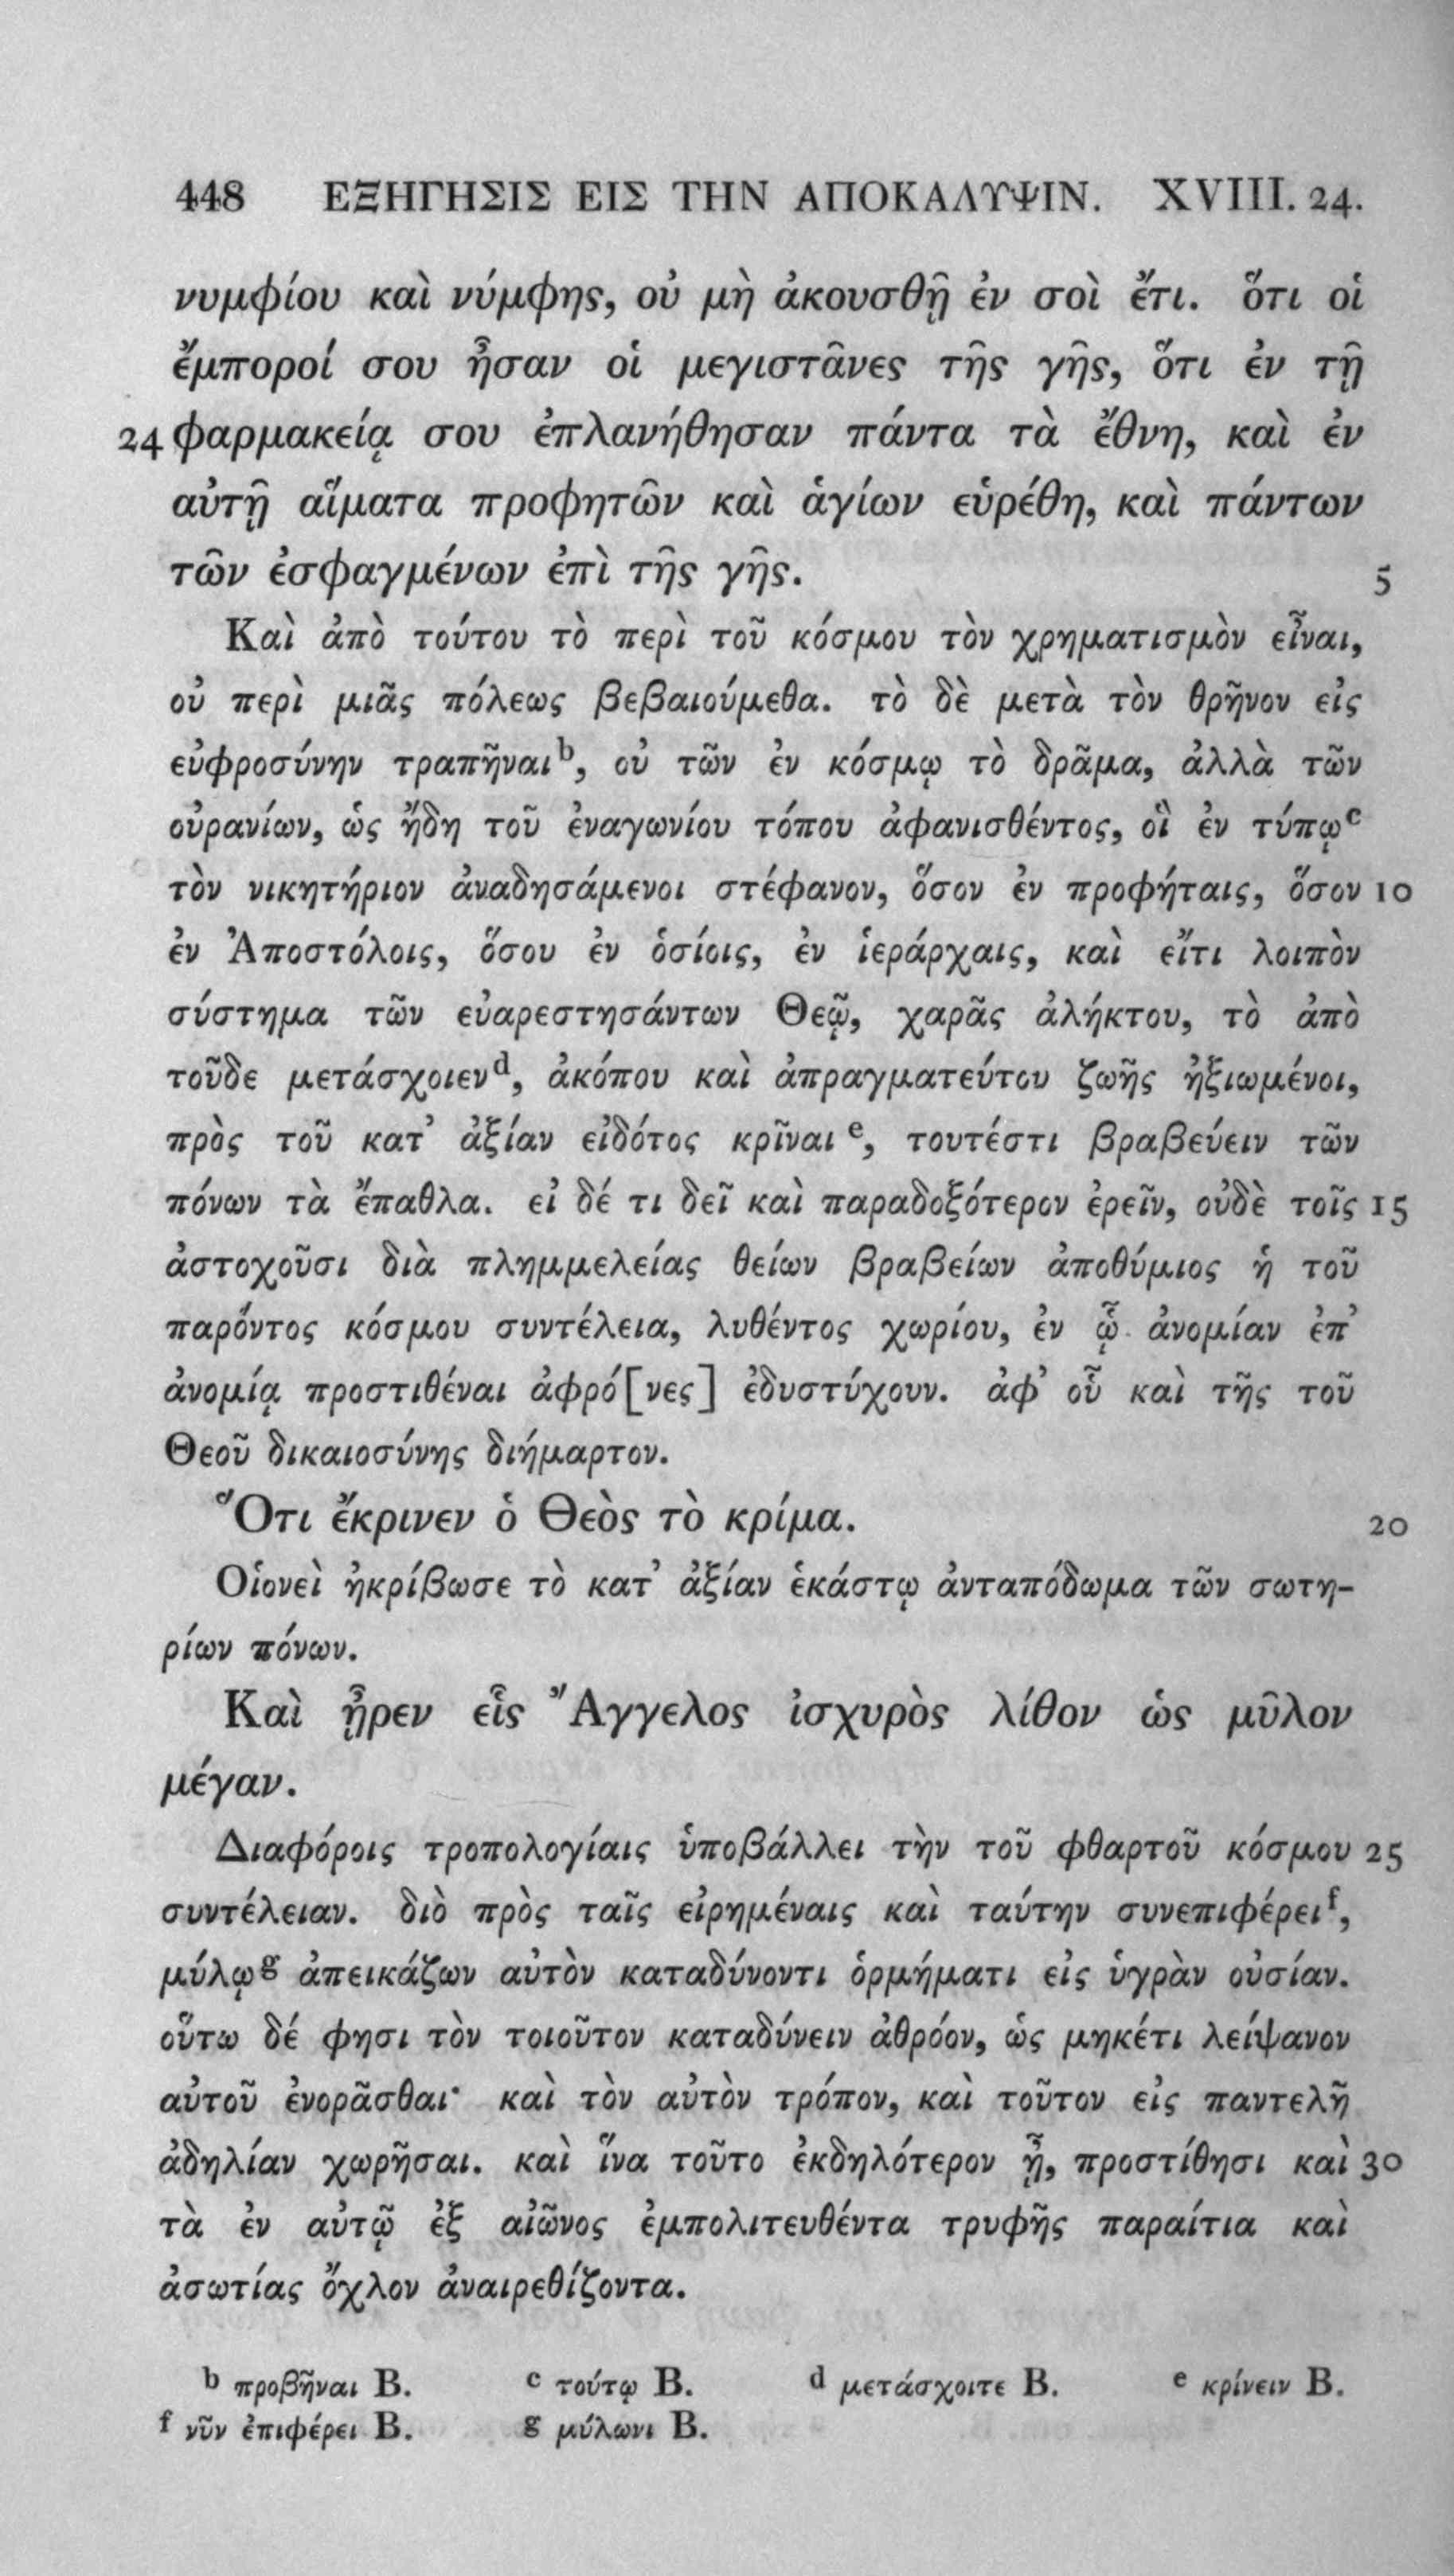 448 ΕΞΗΓΗΣΙΣ ΕΙΣ ΤΗΝ ΑΠΟΚΑΛΥΨΙΝ. XVIII. 24.
νυμφίου καὶ νύμφης, οὐ μὴ ἀκουσθῇ ἐν σοὶ ἔτι. ὅτι οἱ
ἔμποροί σου ἦσαν οἱ μεγιστᾶνες τῆς γῆς, ὅτι ἐν τῇ
24 φαρμακείᾳ σου ἐπλανήθησαν πάντα τὰ ἔθνη, καὶ ἐν
αὐτῇ αἵματα προφητῶν καὶ ἁγίων εὑρέθη, καὶ πάντων
τῶν ἐσφαγμένων ἐπὶ τῆς γῆς. 5
Καὶ ἀπὸ τούτου τὸ περὶ τοῦ κόσμου τὸν χρηματισμὸν εἶναι,
οὐ περὶ μιᾶς πόλεως βεβαιούμεθα. τὸ δὲ μετὰ τὸν θρῆνον εἰς
εὐφροσύνην τραπῆναι b, οὐ τῶν ἐν κόσμῳ τὸ δρᾶμα, ἀλλὰ τῶν
οὐρανίων, ὡς ἤδη τοῦ ἐναγωνίου τόπου ἀφανισθέντος, οἳ ἐν τύπῳ c
τὸν νικητήριον ἀναδησάμενοι στέφανον, ὅσον ἐν προφήταις, ὅσον 10
ἐν Ἀποστόλοις, ὅσου ἐν ὁσίοις, ἐν ἱεράρχαις, καὶ εἴτι λοιπὸν
σύστημα τῶν εὐαρεστησάντων Θεῷ, χαρᾶς ἀλήκτου, τὸ ἀπὸ
τοῦδε μετάσχοιεν d, ἀκόπου καὶ ἀπραγματεύτου ζωῆς ἠξιωμένοι,
πρὸς τοῦ κατ’ ἀξίαν εἰδότος κρῖναι e, τουτέστι βραβεύειν τῶν
πόνων τὰ ἔπαθλα. εἰ δέ τι δεῖ καὶ παραδοξότερον ἐρεῖν, οὐδὲ τοῖς 15
ἀστοχοῦσι διὰ πλημμελείας θείων βραβείων ἀποθύμιος ἡ τοῦ
παρόντος κόσμου συντέλεια, λυθέντος χωρίου, ἐν ᾧ ἀνομίαν ἐπ’
ἀνομίᾳ προστιθέναι ἀφρό[νες] ἐδυστύχουν. ἀφ’ οὗ καὶ τῆς τοῦ
Θεοῦ δικαιοσύνης διήμαρτον.
Ὅτι ἔκρινεν ὁ Θεὸς τὸ κρίμα. 20
Οἱονεὶ ἠκρίβωσε τὸ κατ’ ἀξίαν ἑκάστῳ ἀνταπόδωμα τῶν σωτη-
ρίων πόνων.
Καὶ ᾖρεν εἷς Ἄγγελος ἰσχυρὸς λίθον ὡς μῦλον
μέγαν.
Διαφόροις τροπολογίαις ὑποβάλλει τὴν τοῦ φθαρτοῦ κόσμου 25
συντέλειαν. διὸ πρὸς ταῖς εἰρημέναις καὶ ταύτην συνεπιφέρει f,
μύλῳ g ἀπεικάζων αὐτὸν καταδύνοντι ὁρμήματι εἰς ὑγρὰν οὐσίαν.
οὕτω δέ φησι τὸν τοιοῦτον καταδύνειν ἀθρόον, ὡς μηκέτι λείψανον
αὐτοῦ ἐνορᾶσθαι· καὶ τὸν αὐτὸν τρόπον, καὶ τοῦτον εἰς παντελῆ
ἀδηλίαν χωρῆσαι. καὶ ἵνα τοῦτο ἐκδηλότερον ᾖ, προστίθησι καὶ 30
τὰ ἐν αὐτῷ ἐξ αἰῶνος ἐμπολιτευθέντα τρυφῆς παραίτια καὶ
ἀσωτίας ὄχλον ἀναιρεθίζοντα.
b προβῆναι B. c τούτῳ B. d μετάσχοιτε B. e κρίνειν B.
f νῦν ἐπιφέρει B. g μύλωνι B.